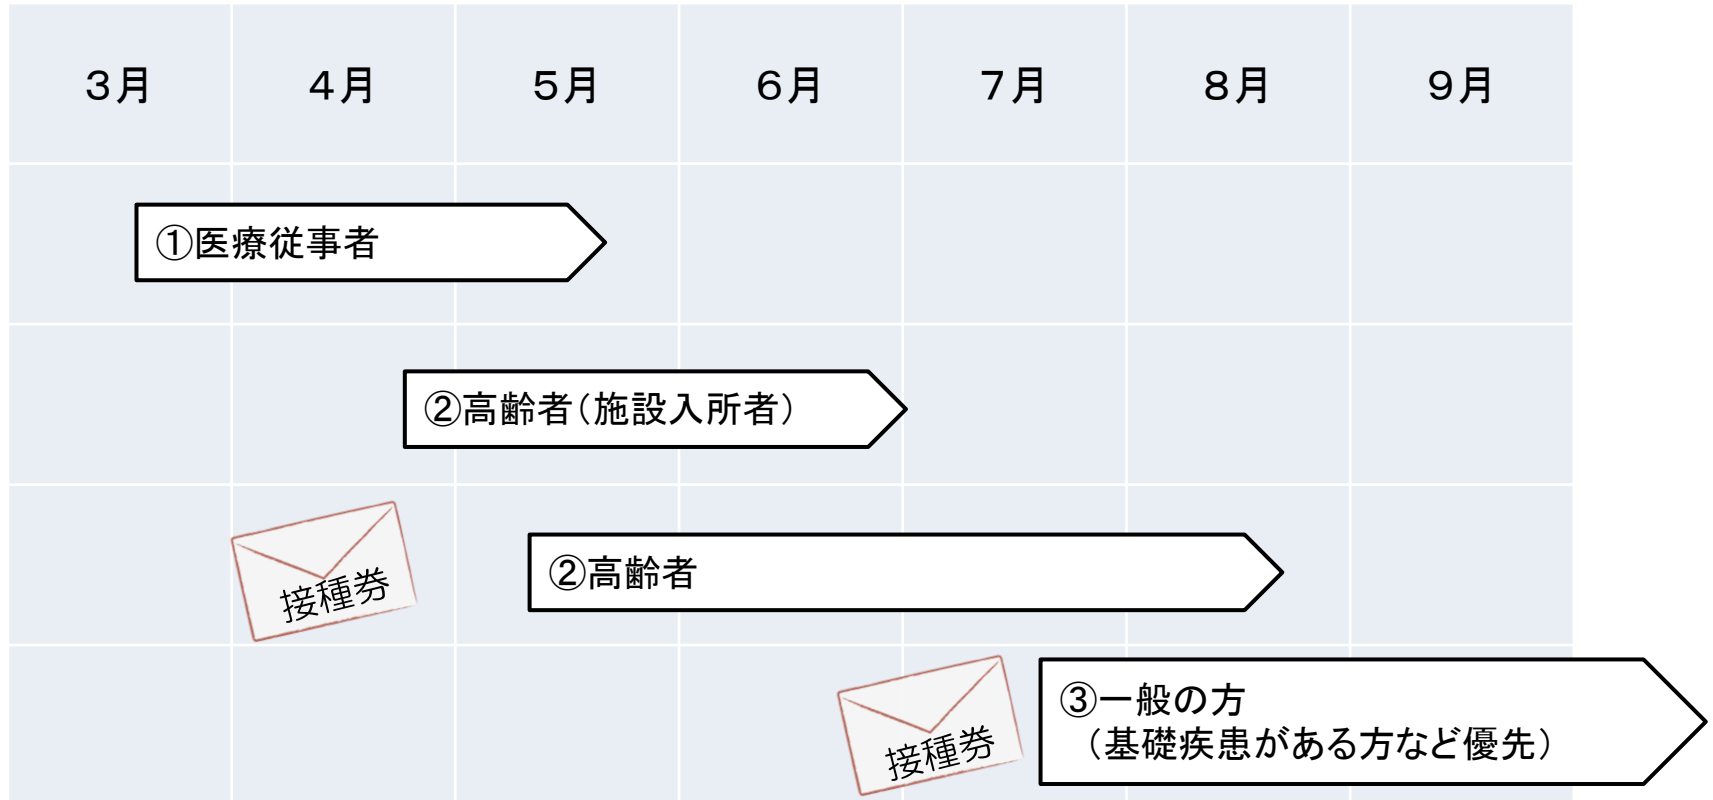 ３月 ４月 ５月 ６月 ７月 ８月 ９月
①医療従事者
②高齢者（施設入所者）
接種券
②高齢者
接種券
③一般の方
（基礎疾患がある方など優先）